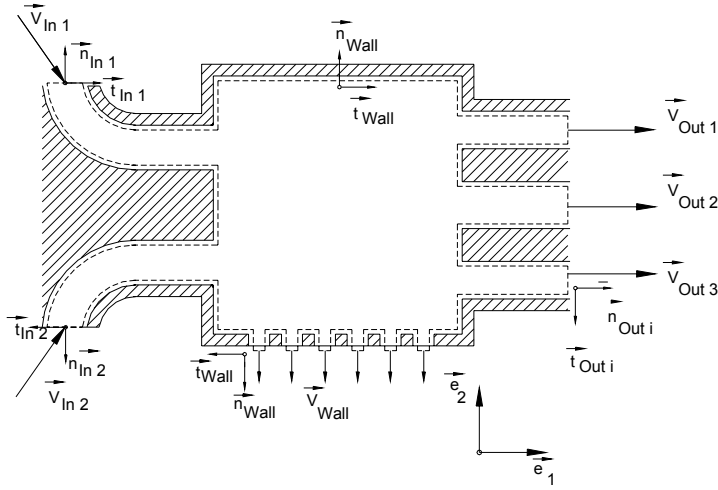 V In 1
n In 1
t In 1
n Wall
t Wall
V Out 1
V Out 2
V Out 3
n Out i
t Out i
t In 2
n In 2
V In 2
t Wall
n Wall
V Wall
e 2
e 1